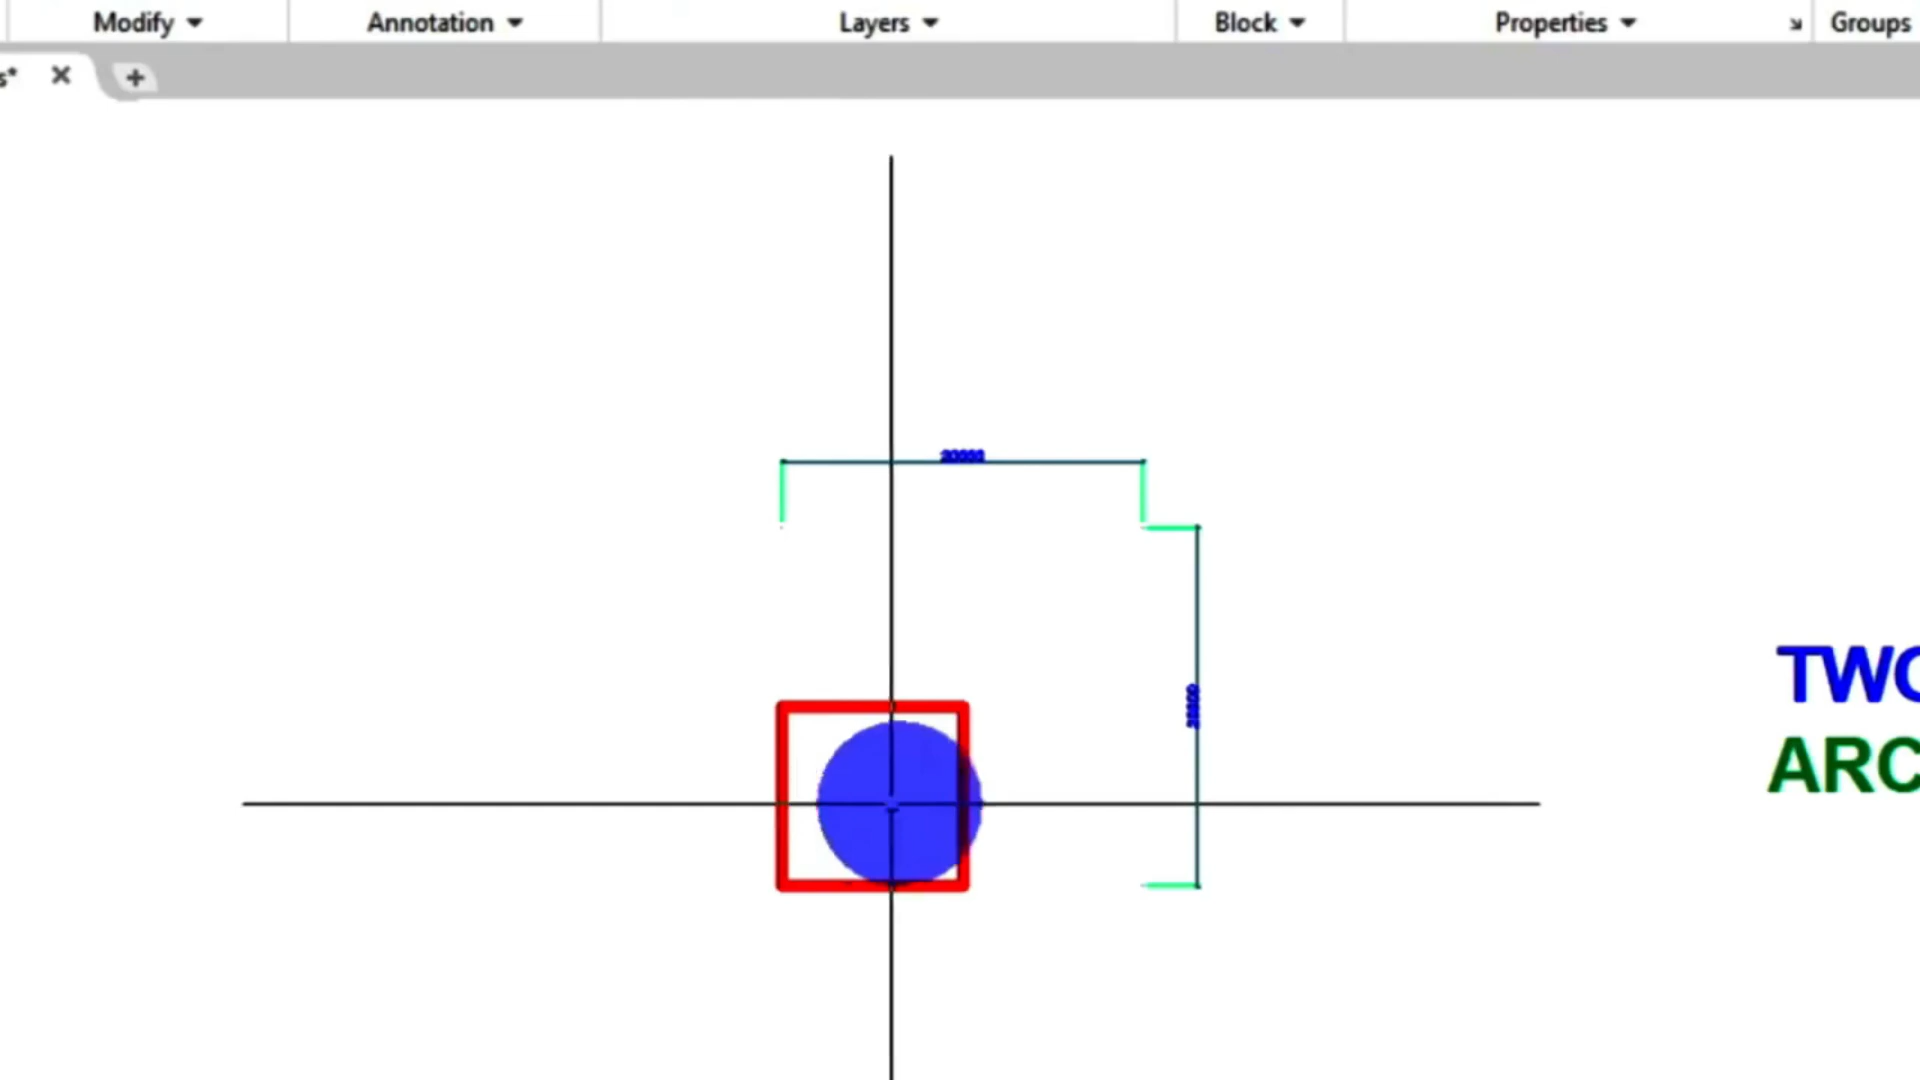 Modify
Annotation
Layers
Block
Properties
Groups
s*
TWO
ARC